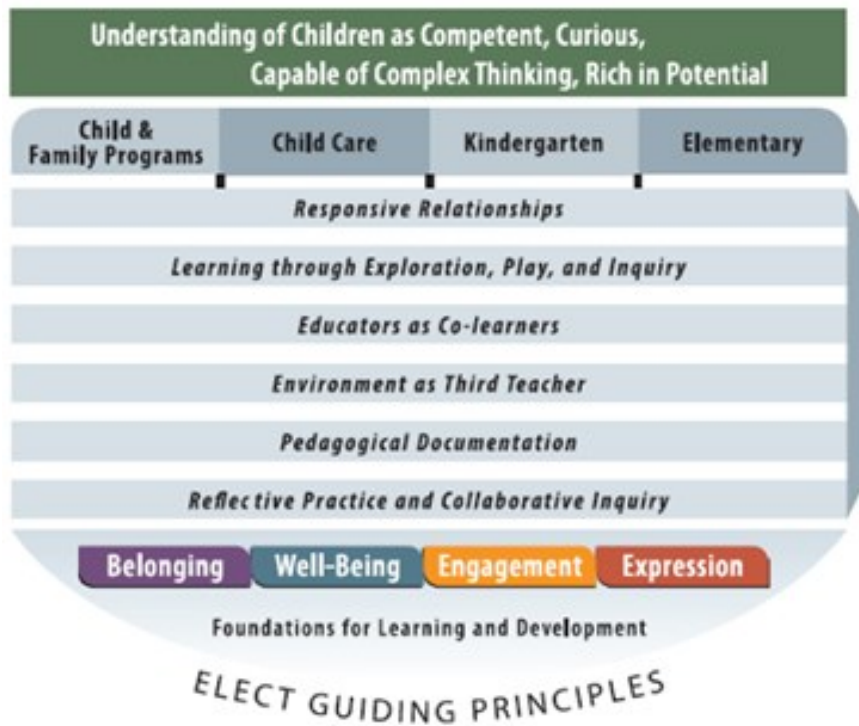 Understanding of Children as Competent, Curious,
Capable of Complex Thinking, Rich in Potential
Child &
Family Programs
Child Care
Kindergarten
Elementary
Responsive Relationships
Learning through Exploration, Play, and Inquiry
Educators as Co-learners
Environment as Third Teacher
Pedagogical Documentation
Reflective Practice and Collaborative Inquiry
Belonging
Well-Being
Engagement
Expression
Foundations for Learning and Development
ELECT GUIDING PRINCIPLES